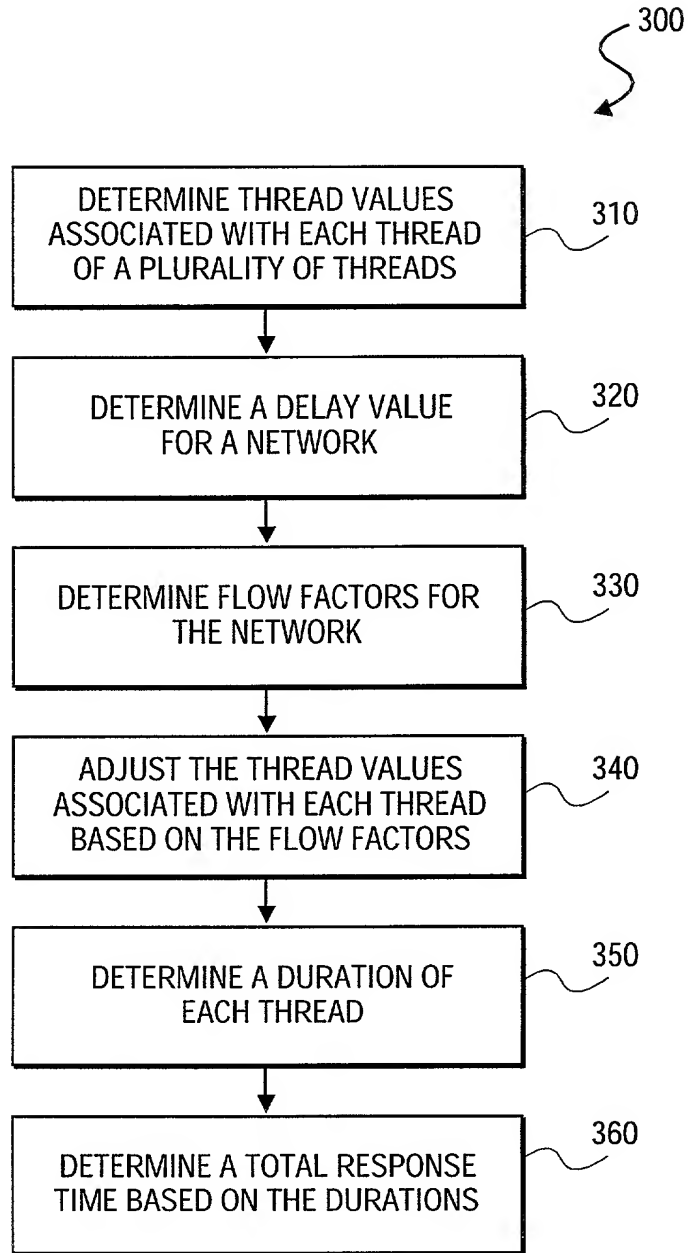 300
DETERMINE THREAD VALUES
ASSOCIATED WITH EACH THREAD
OF A PLURALITY OF THREADS
310
DETERMINE A DELAY VALUE
FOR A NETWORK
320
DETERMINE FLOW FACTORS FOR
THE NETWORK
330
ADJUST THE THREAD VALUES
ASSOCIATED WITH EACH THREAD
BASED ON THE FLOW FACTORS
340
DETERMINE A DURATION OF
EACH THREAD
350
DETERMINE A TOTAL RESPONSE
TIME BASED ON THE DURATIONS
360